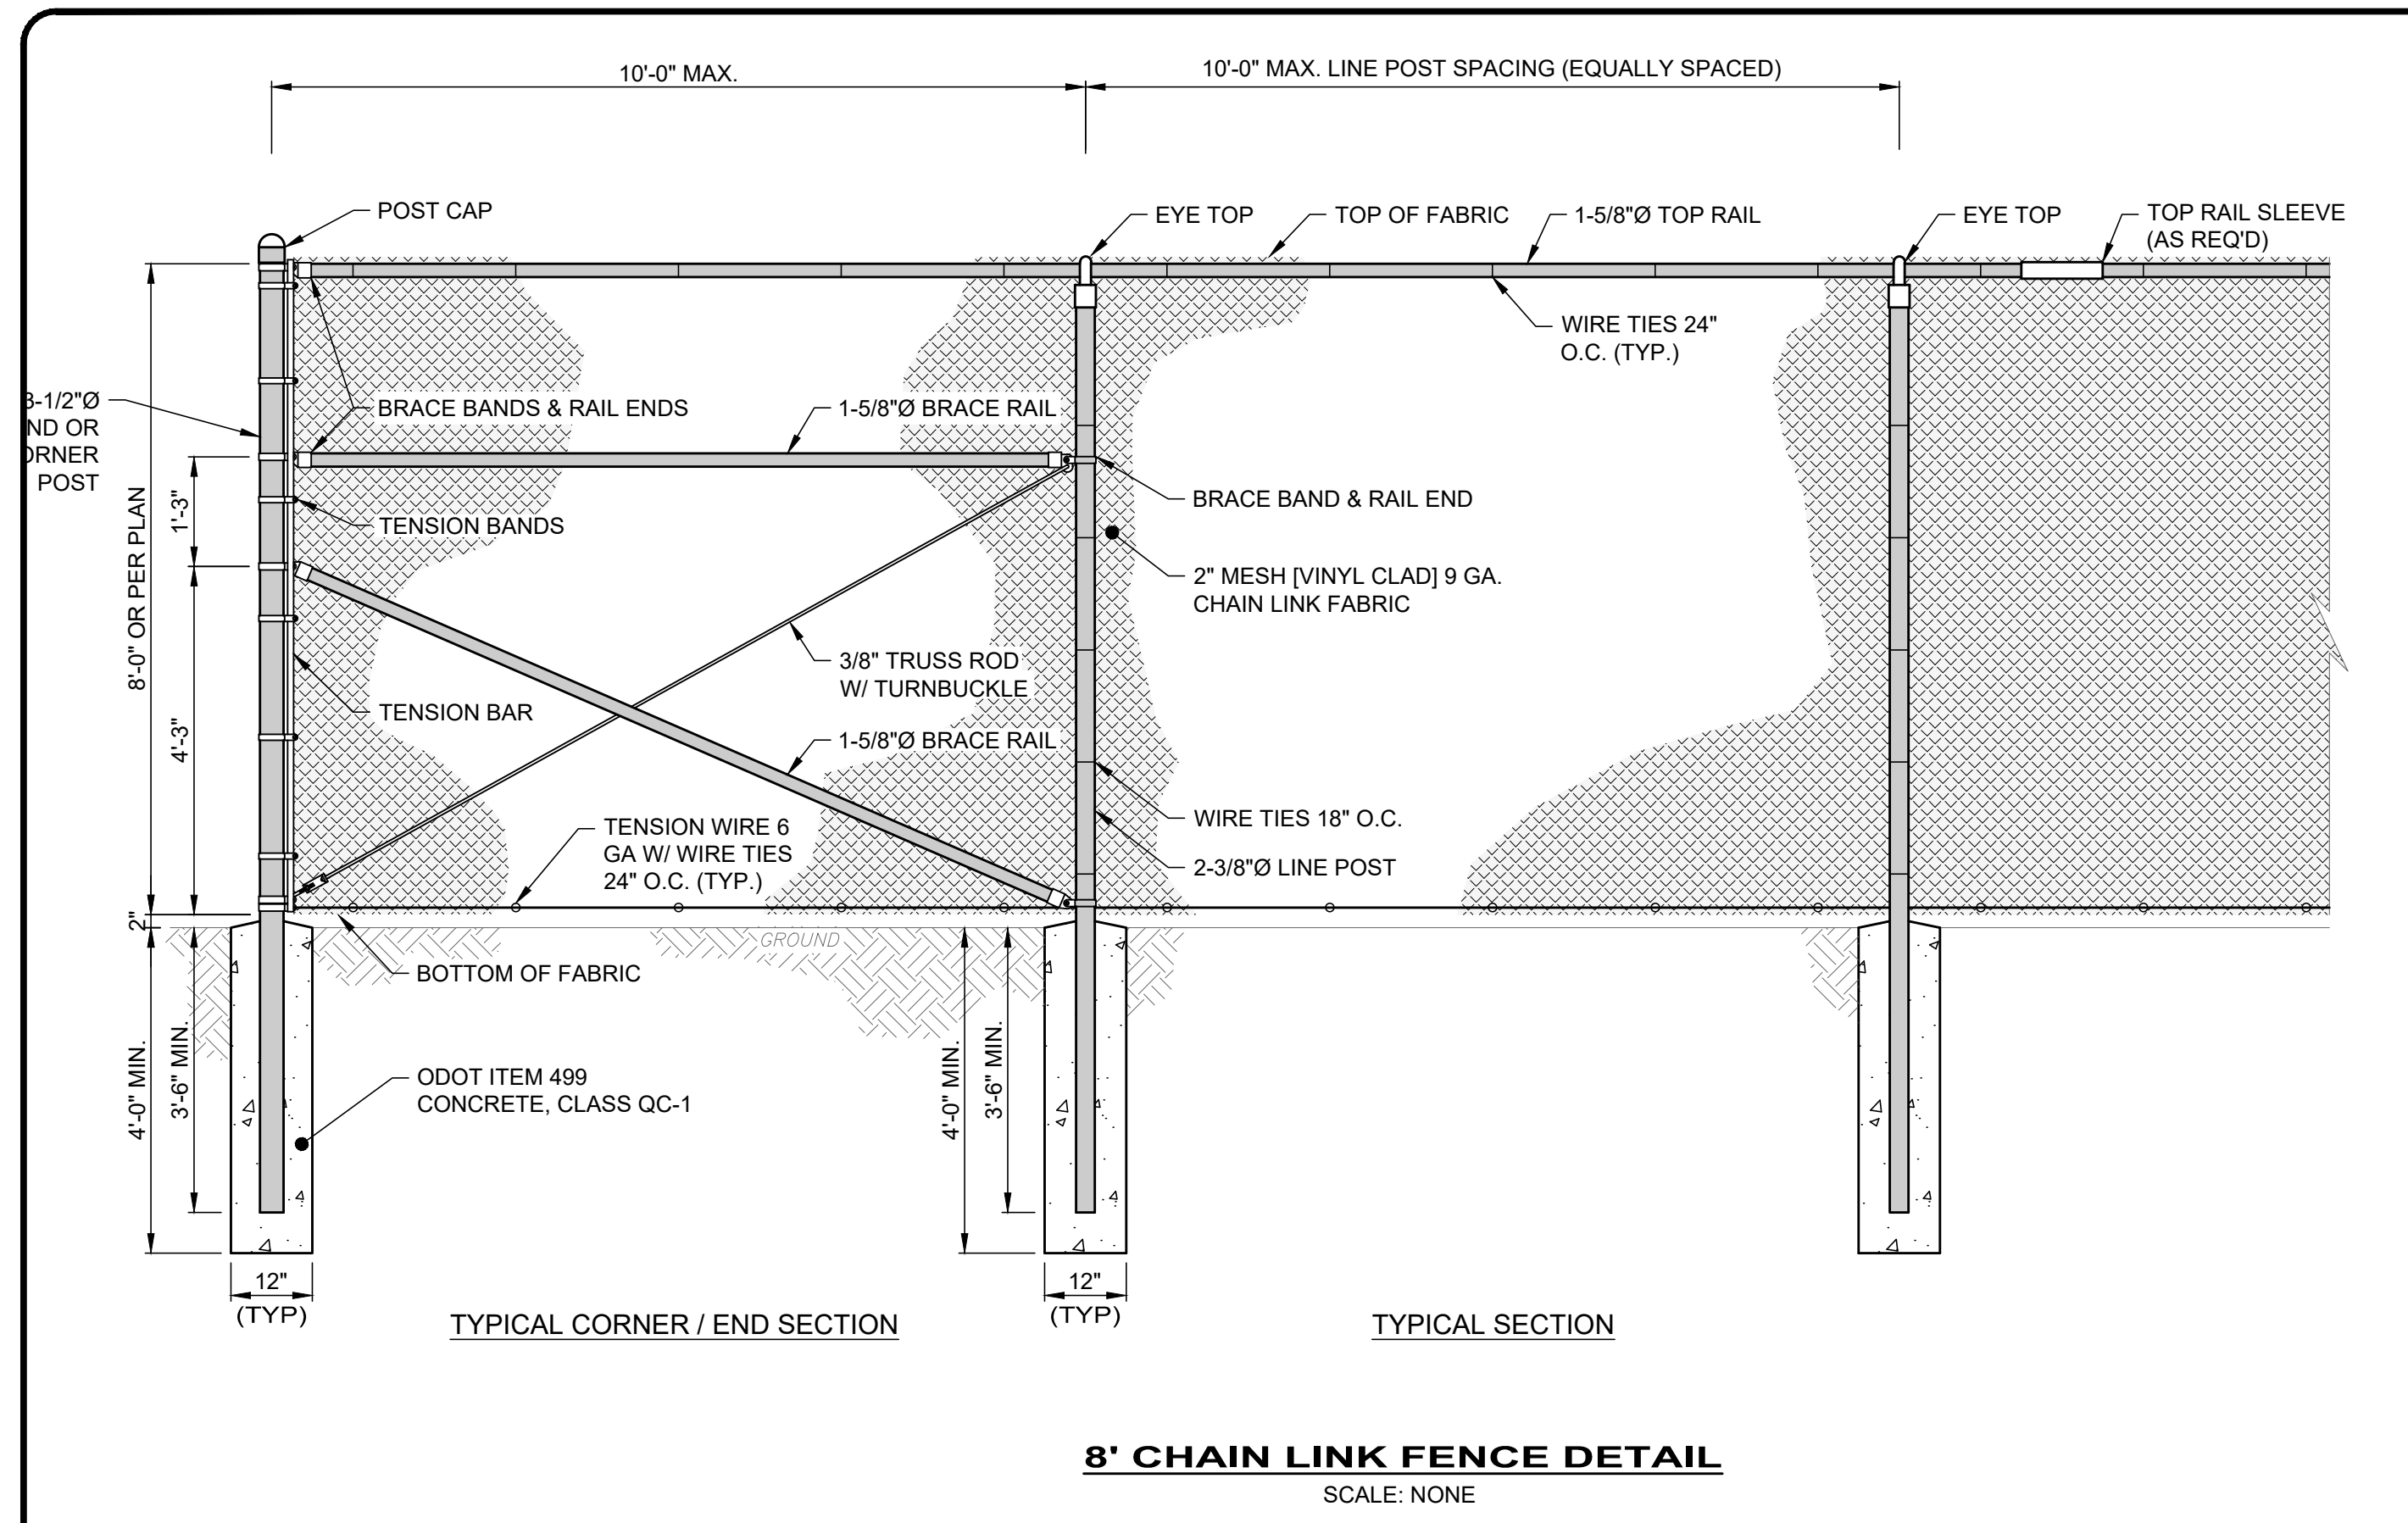 10'-0" MAX.
10'-0" MAX. LINE POST SPACING (EQUALLY SPACED)
POST CAP
EYE TOP
TOP OF FABRIC
1-5/8"Ø TOP RAIL
EYE TOP
TOP RAIL SLEEVE
(AS REQ'D)
WIRE TIES 24"
O.C. (TYP.)
-1/2"Ø
ND OR
ORNER
POST
BRACE BANDS & RAIL ENDS
1-5/8"Ø BRACE RAIL
8'-0" OR PER PLAN
1'-3"
TENSION BANDS
BRACE BAND & RAIL END
2" MESH [VINYL CLAD] 9 GA.
CHAIN LINK FABRIC
3/8" TRUSS ROD
W/ TURNBUCKLE
TENSION BAR
4'-3"
1-5/8"Ø BRACE RAIL
TENSION WIRE 6
GA W/ WIRE TIES
24" O.C. (TYP.)
WIRE TIES 18" O.C.
2-3/8"Ø LINE POST
2"
GROUND
BOTTOM OF FABRIC
4'-0" MIN.
3'-6" MIN.
ODOT ITEM 499
CONCRETE, CLASS QC-1
4'-0" MIN.
3'-6" MIN.
12"
(TYP)
12"
(TYP)
TYPICAL CORNER / END SECTION
TYPICAL SECTION
8' CHAIN LINK FENCE DETAIL
SCALE: NONE